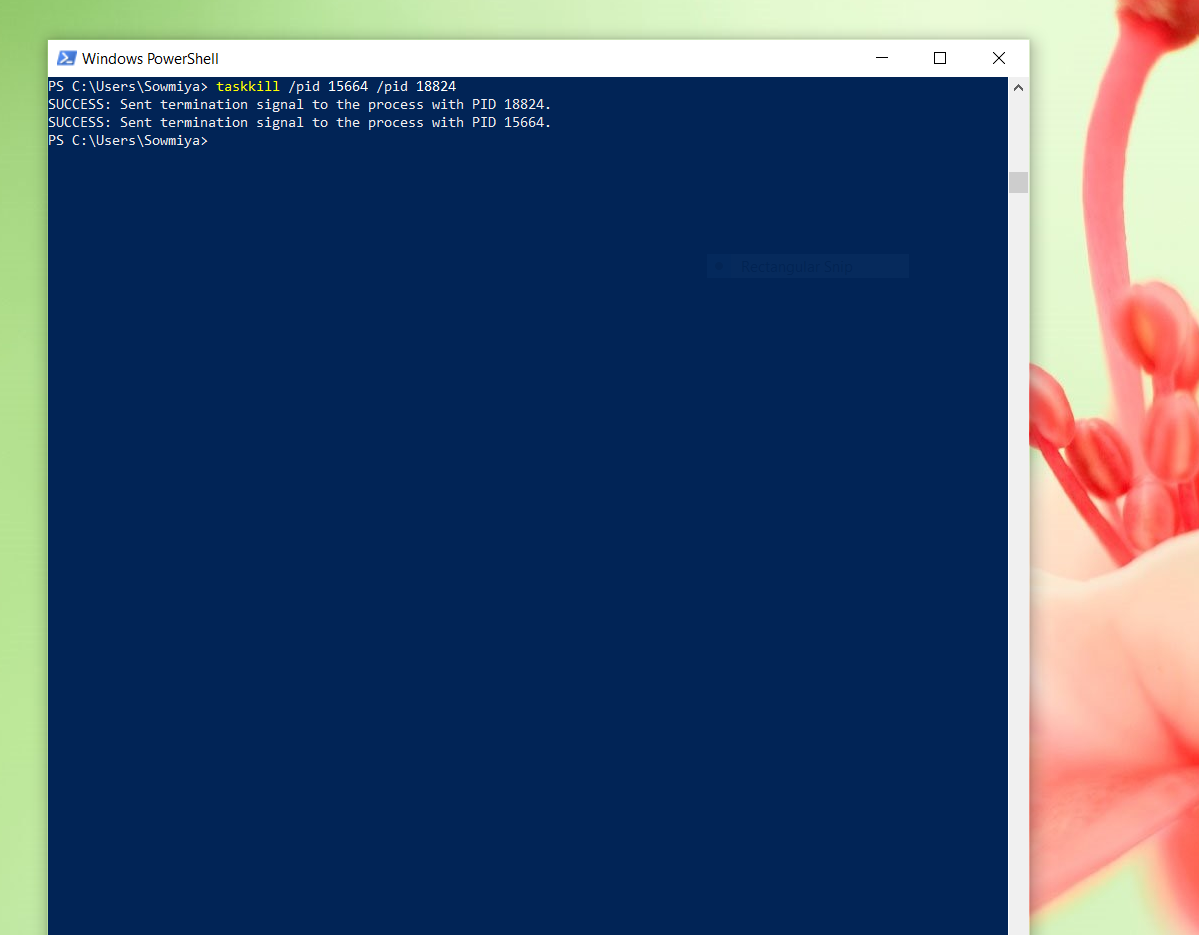 Windows PowerShell
PS C:\Users\Sowmiya> taskkill /pid 15664 /pid 18824
SUCCESS: Sent termination signal to the process with PID 18824.
SUCCESS: Sent termination signal to the process with PID 15664.
PS C:\Users\Sowmiya>
Rectangular Snip